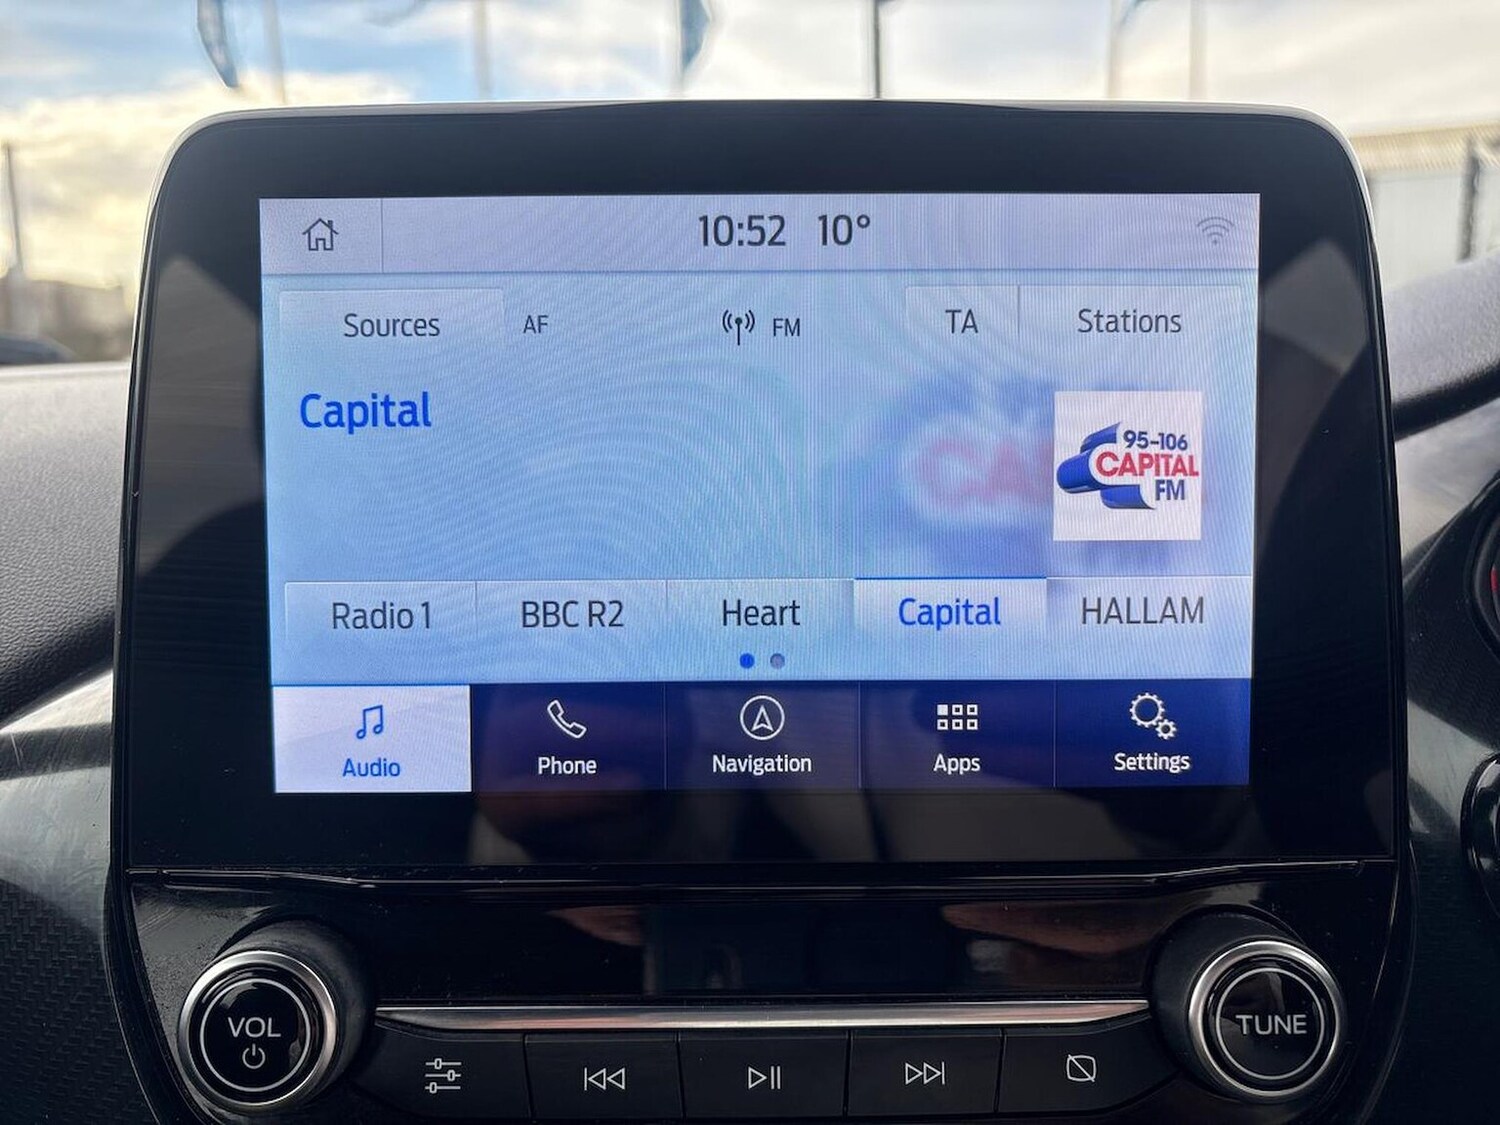 10:52 10°
Sources AF FM TA Stations
Capital
95-106
CAPITAL
FM
CA
Radio 1 BBC R2 Heart Capital HALLAM
Audio Phone Navigation Apps Settings
VOL
TUNE